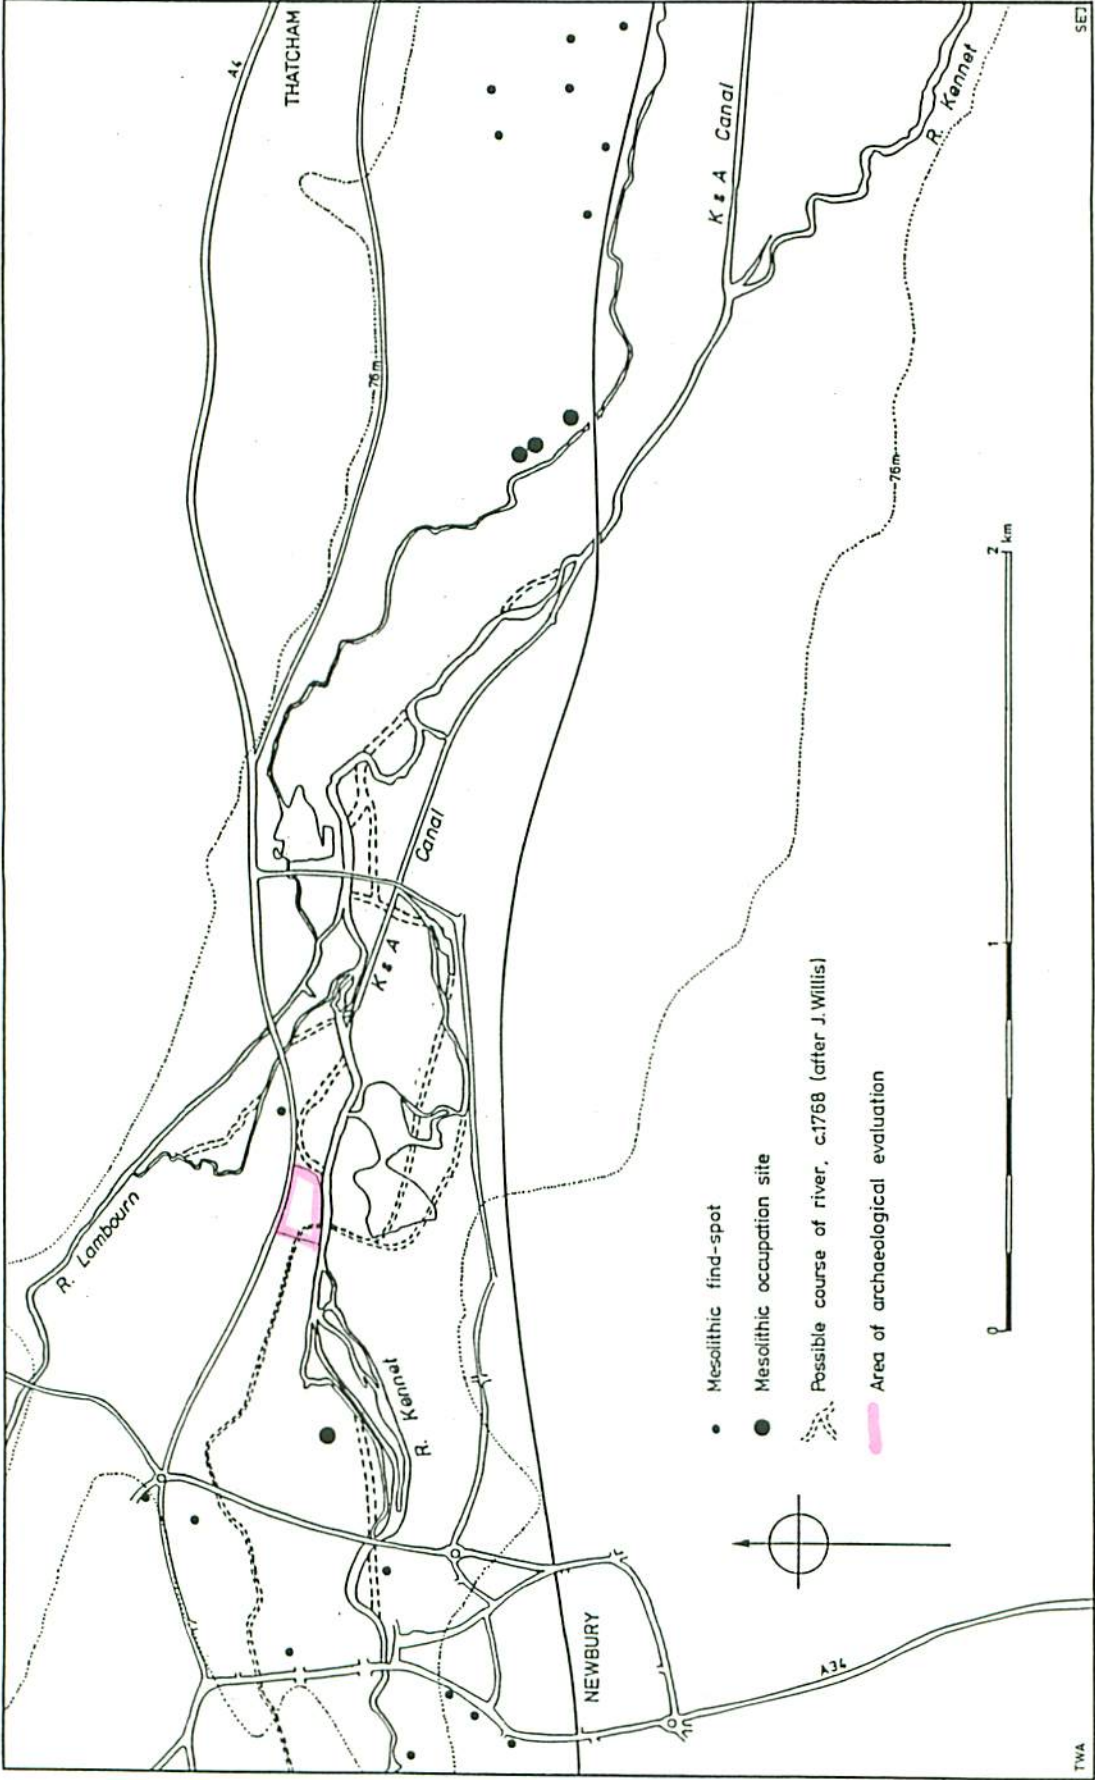 THATCHAM
A4
SEJ
K & A Canal
R. Kennet
76m
76m
2 km
Canal
K & A
1
R. Lambourn
R. Kennet
0
• Mesolithic find-spot
● Mesolithic occupation site
Possible course of river, c.1768 (after J. Willis)
Area of archaeological evaluation
NEWBURY
A34
TWA